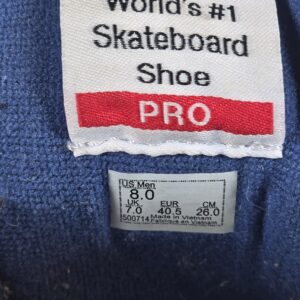 World's #1
Skateboard
Shoe
PRO
US Men
8.0
UK EUR CM
7.0 40.5 26.0
500714 Made in Vietnam
Fabriqué en Vietnam